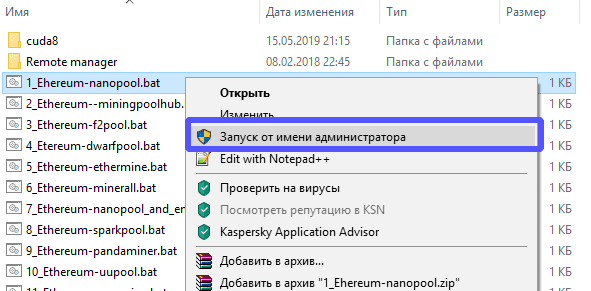 Имя Дата изменения Тип Размер
cuda8 15.05.2019 21:15 Папка с файлами
Remote manager 08.02.2018 22:45 Папка с файлами
1_Ehereum-nanopool.bat 1 КБ
Открыть
2_Ethereum--miningpoolhub. 1 КБ
Изменить
3_Ethereum-f2pool.bat 1 КБ
Запуск от имени администратора
4_Etereum-dwarfpool.bat 1 КБ
Edit with Notepad++
5_Ethereum-ethermine.bat 1 КБ
Проверить на вирусы
6_Ethereum-minerall.bat 1 КБ
Посмотреть репутацию в KSN
7_Ethereum-nanopool_and_en 1 КБ
8_Ethereum-sparkpool.bat 1 КБ
Kaspersky Application Advisor
9_Ethereum-pandaminer.bat 1 КБ
Добавить в архив...
10_Ethereum-uupool.bat 1 КБ
Добавить в архив "1_Ehereum-nanopool.zip"